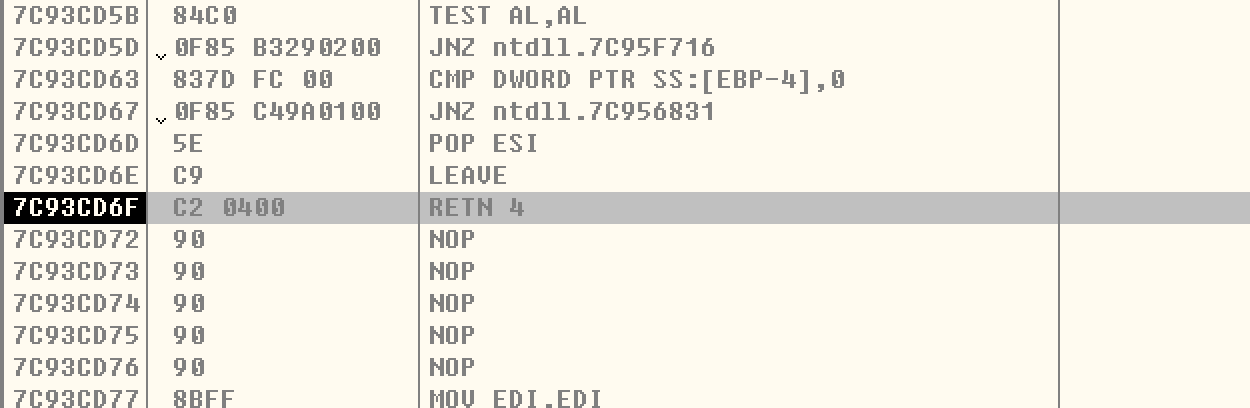 7C93CD5B 84C0 TEST AL,AL
7C93CD5D 0F85 B3290200 JNZ ntdll.7C95F716
7C93CD63 837D FC 00 CMP DWORD PTR SS:[EBP-4],0
7C93CD67 0F85 C49A0100 JNZ ntdll.7C956831
7C93CD6D 5E POP ESI
7C93CD6E C9 LEAVE
7C93CD6F C2 0400 RETN 4
7C93CD72 90 NOP
7C93CD73 90 NOP
7C93CD74 90 NOP
7C93CD75 90 NOP
7C93CD76 90 NOP
7C93CD77 8BFF MOV EDI,EDI